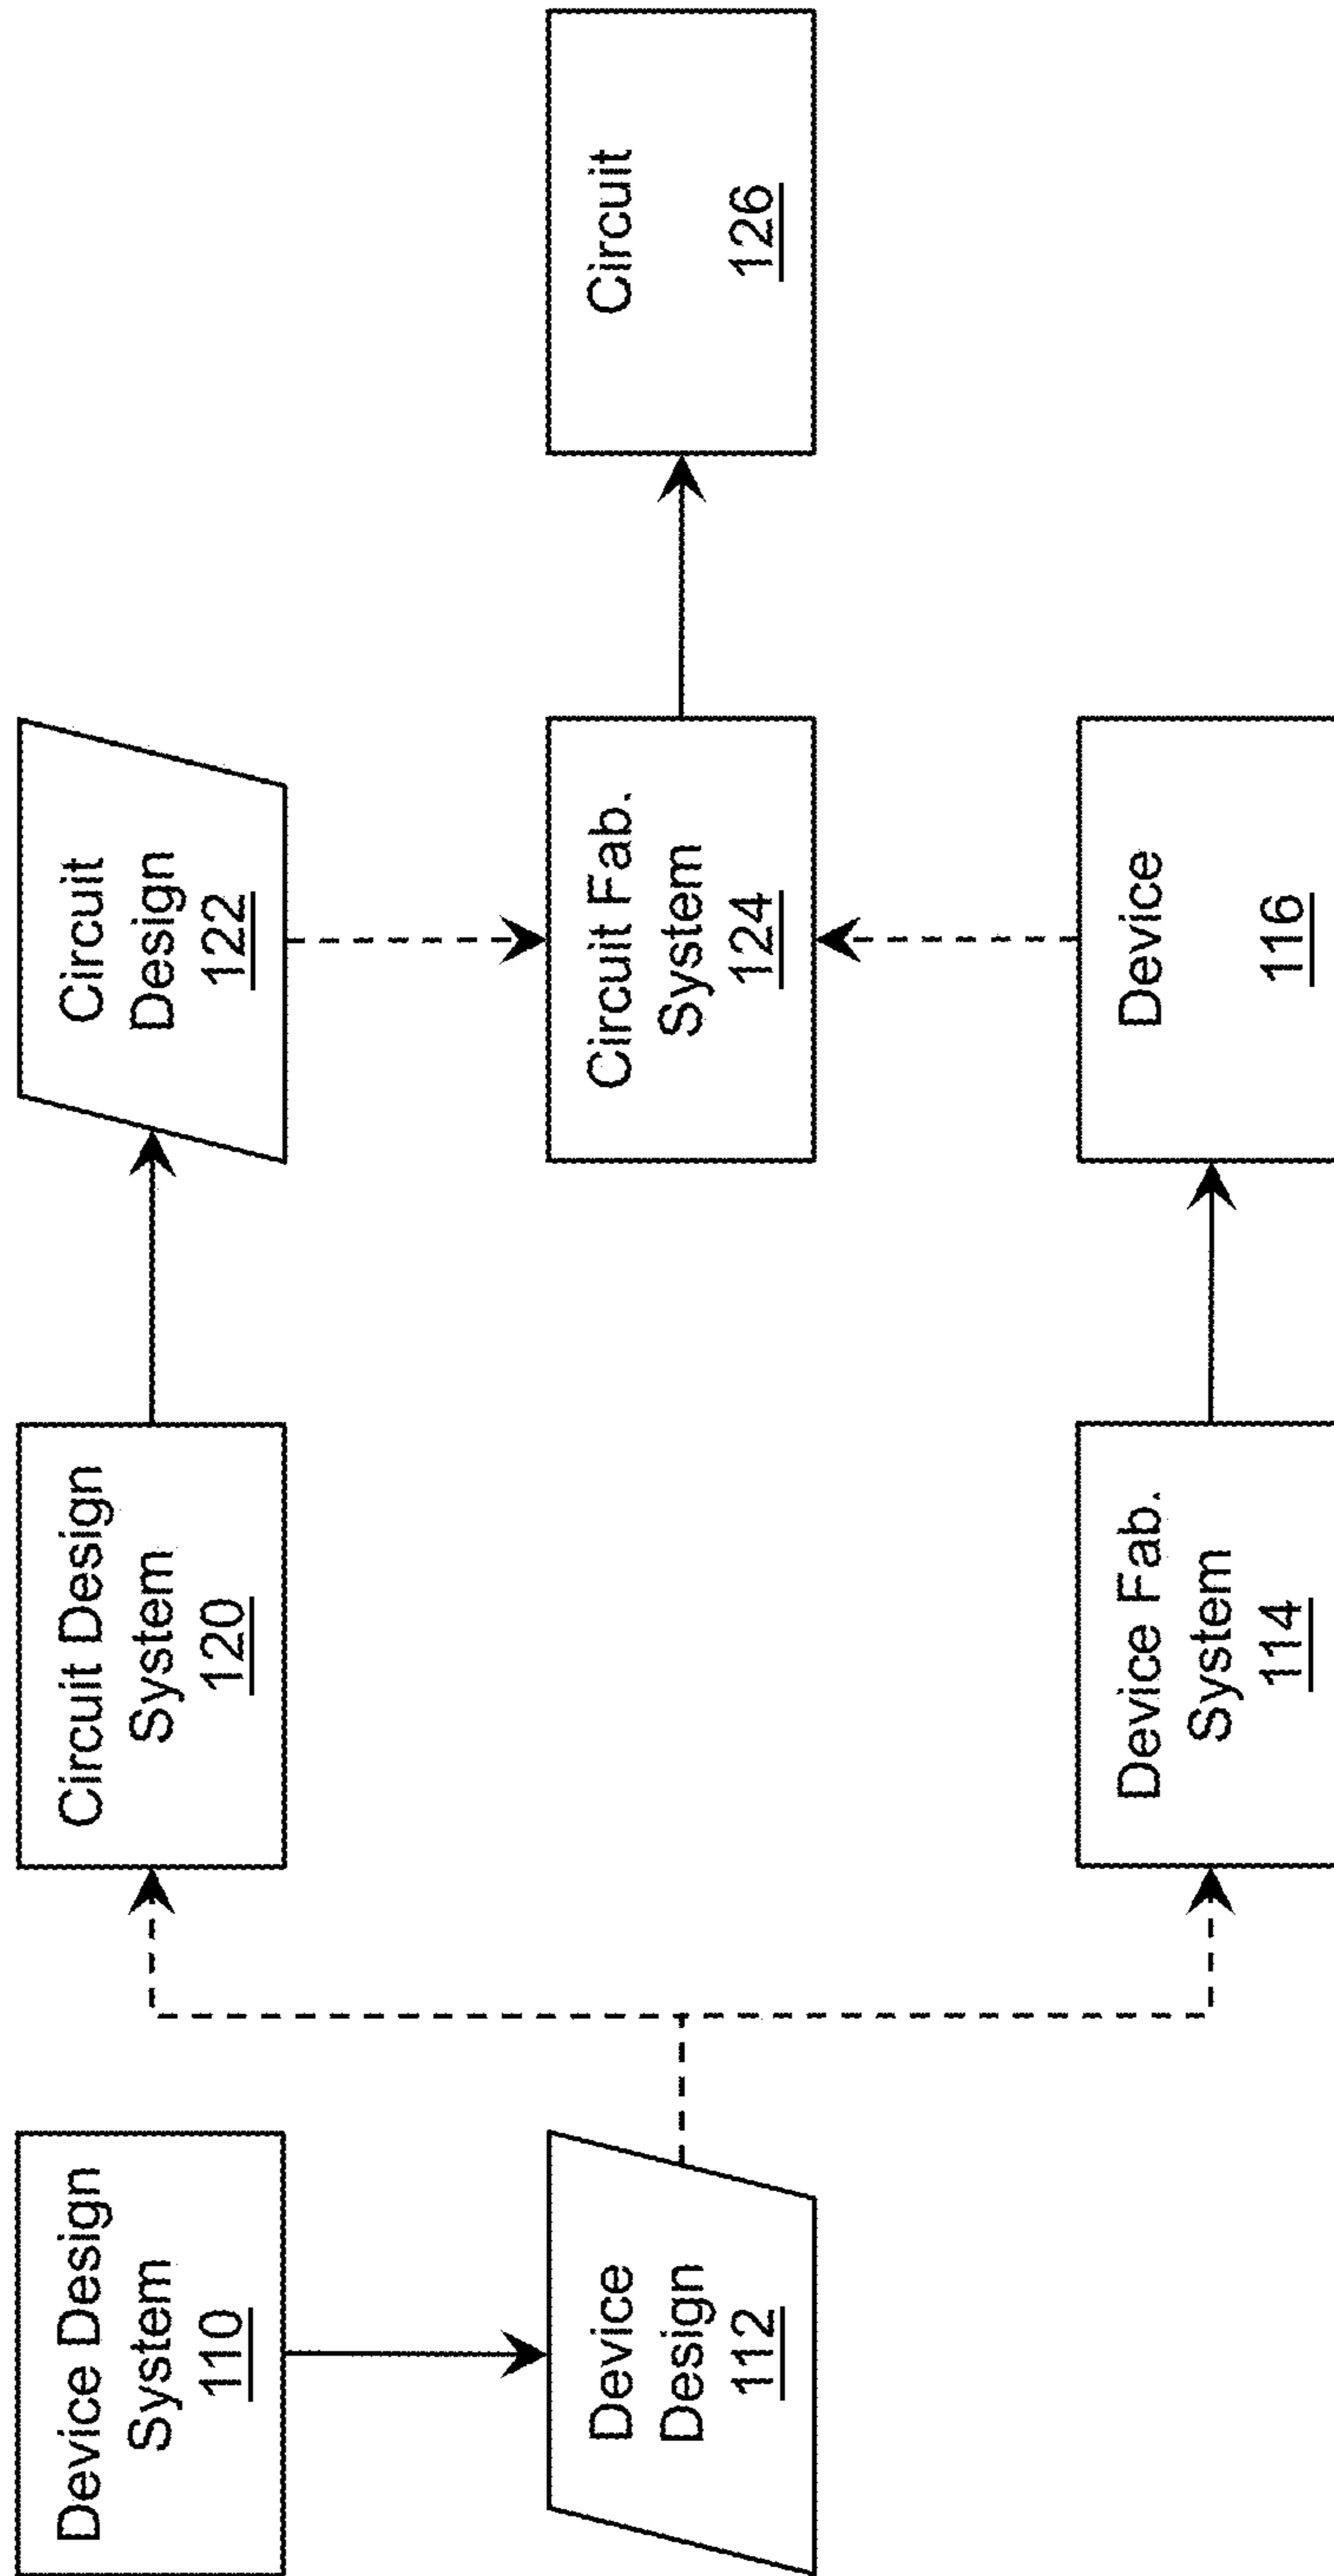 Device Design
System
110
Device
Design
112
Circuit Design
System
120
Device Fab.
System
114
Circuit
Design
122
Circuit Fab.
System
124
Device
116
Circuit
126